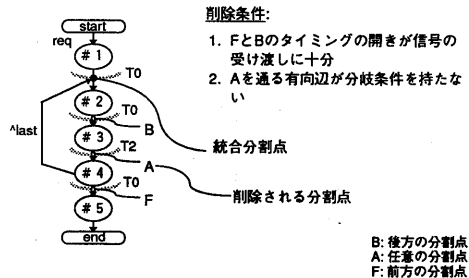 start
req
# 1
T0
# 2
T0
B
# 3
T2
A
^last
# 4
T0
F
# 5
end
削除条件:
1. FとBのタイミングの開きが信号の
受け渡しに十分
2. Aを通る有向辺が分岐条件を持たな
い
統合分割点
削除される分割点
B: 後方の分割点
A: 任意の分割点
F: 前方の分割点